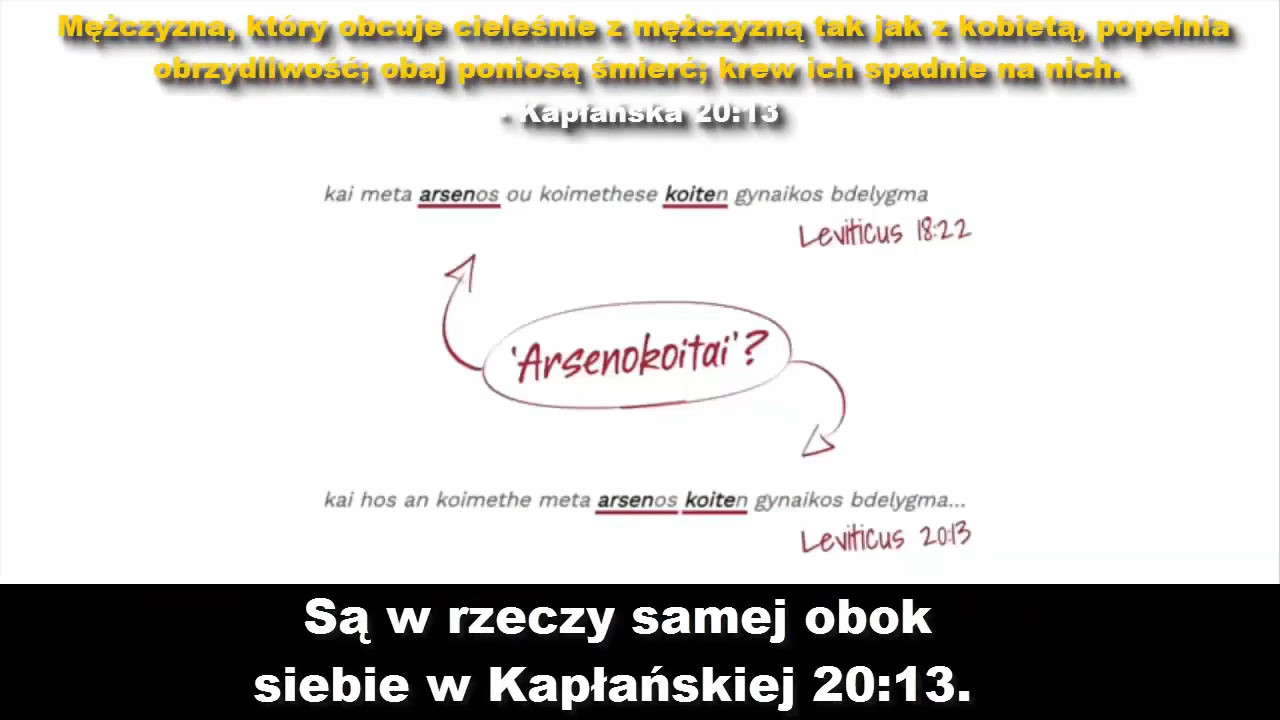 Mężczyzna, który obcuje cieleśnie z mężczyzną tak jak z kobietą, popełnia
obrzydliwość; obaj poniosą śmierć; krew ich spadnie na nich.
- Kapłańska 20:13
kai meta arsenos ou koimethese koiten gynaikos bdelygma
Leviticus 18:22
'Arsenokoitai'?
kai hos an koimethe meta arsenos koiten gynaikos bdelygma...
Leviticus 20:13
Są w rzeczy samej obok
siebie w Kapłańskiej 20:13.